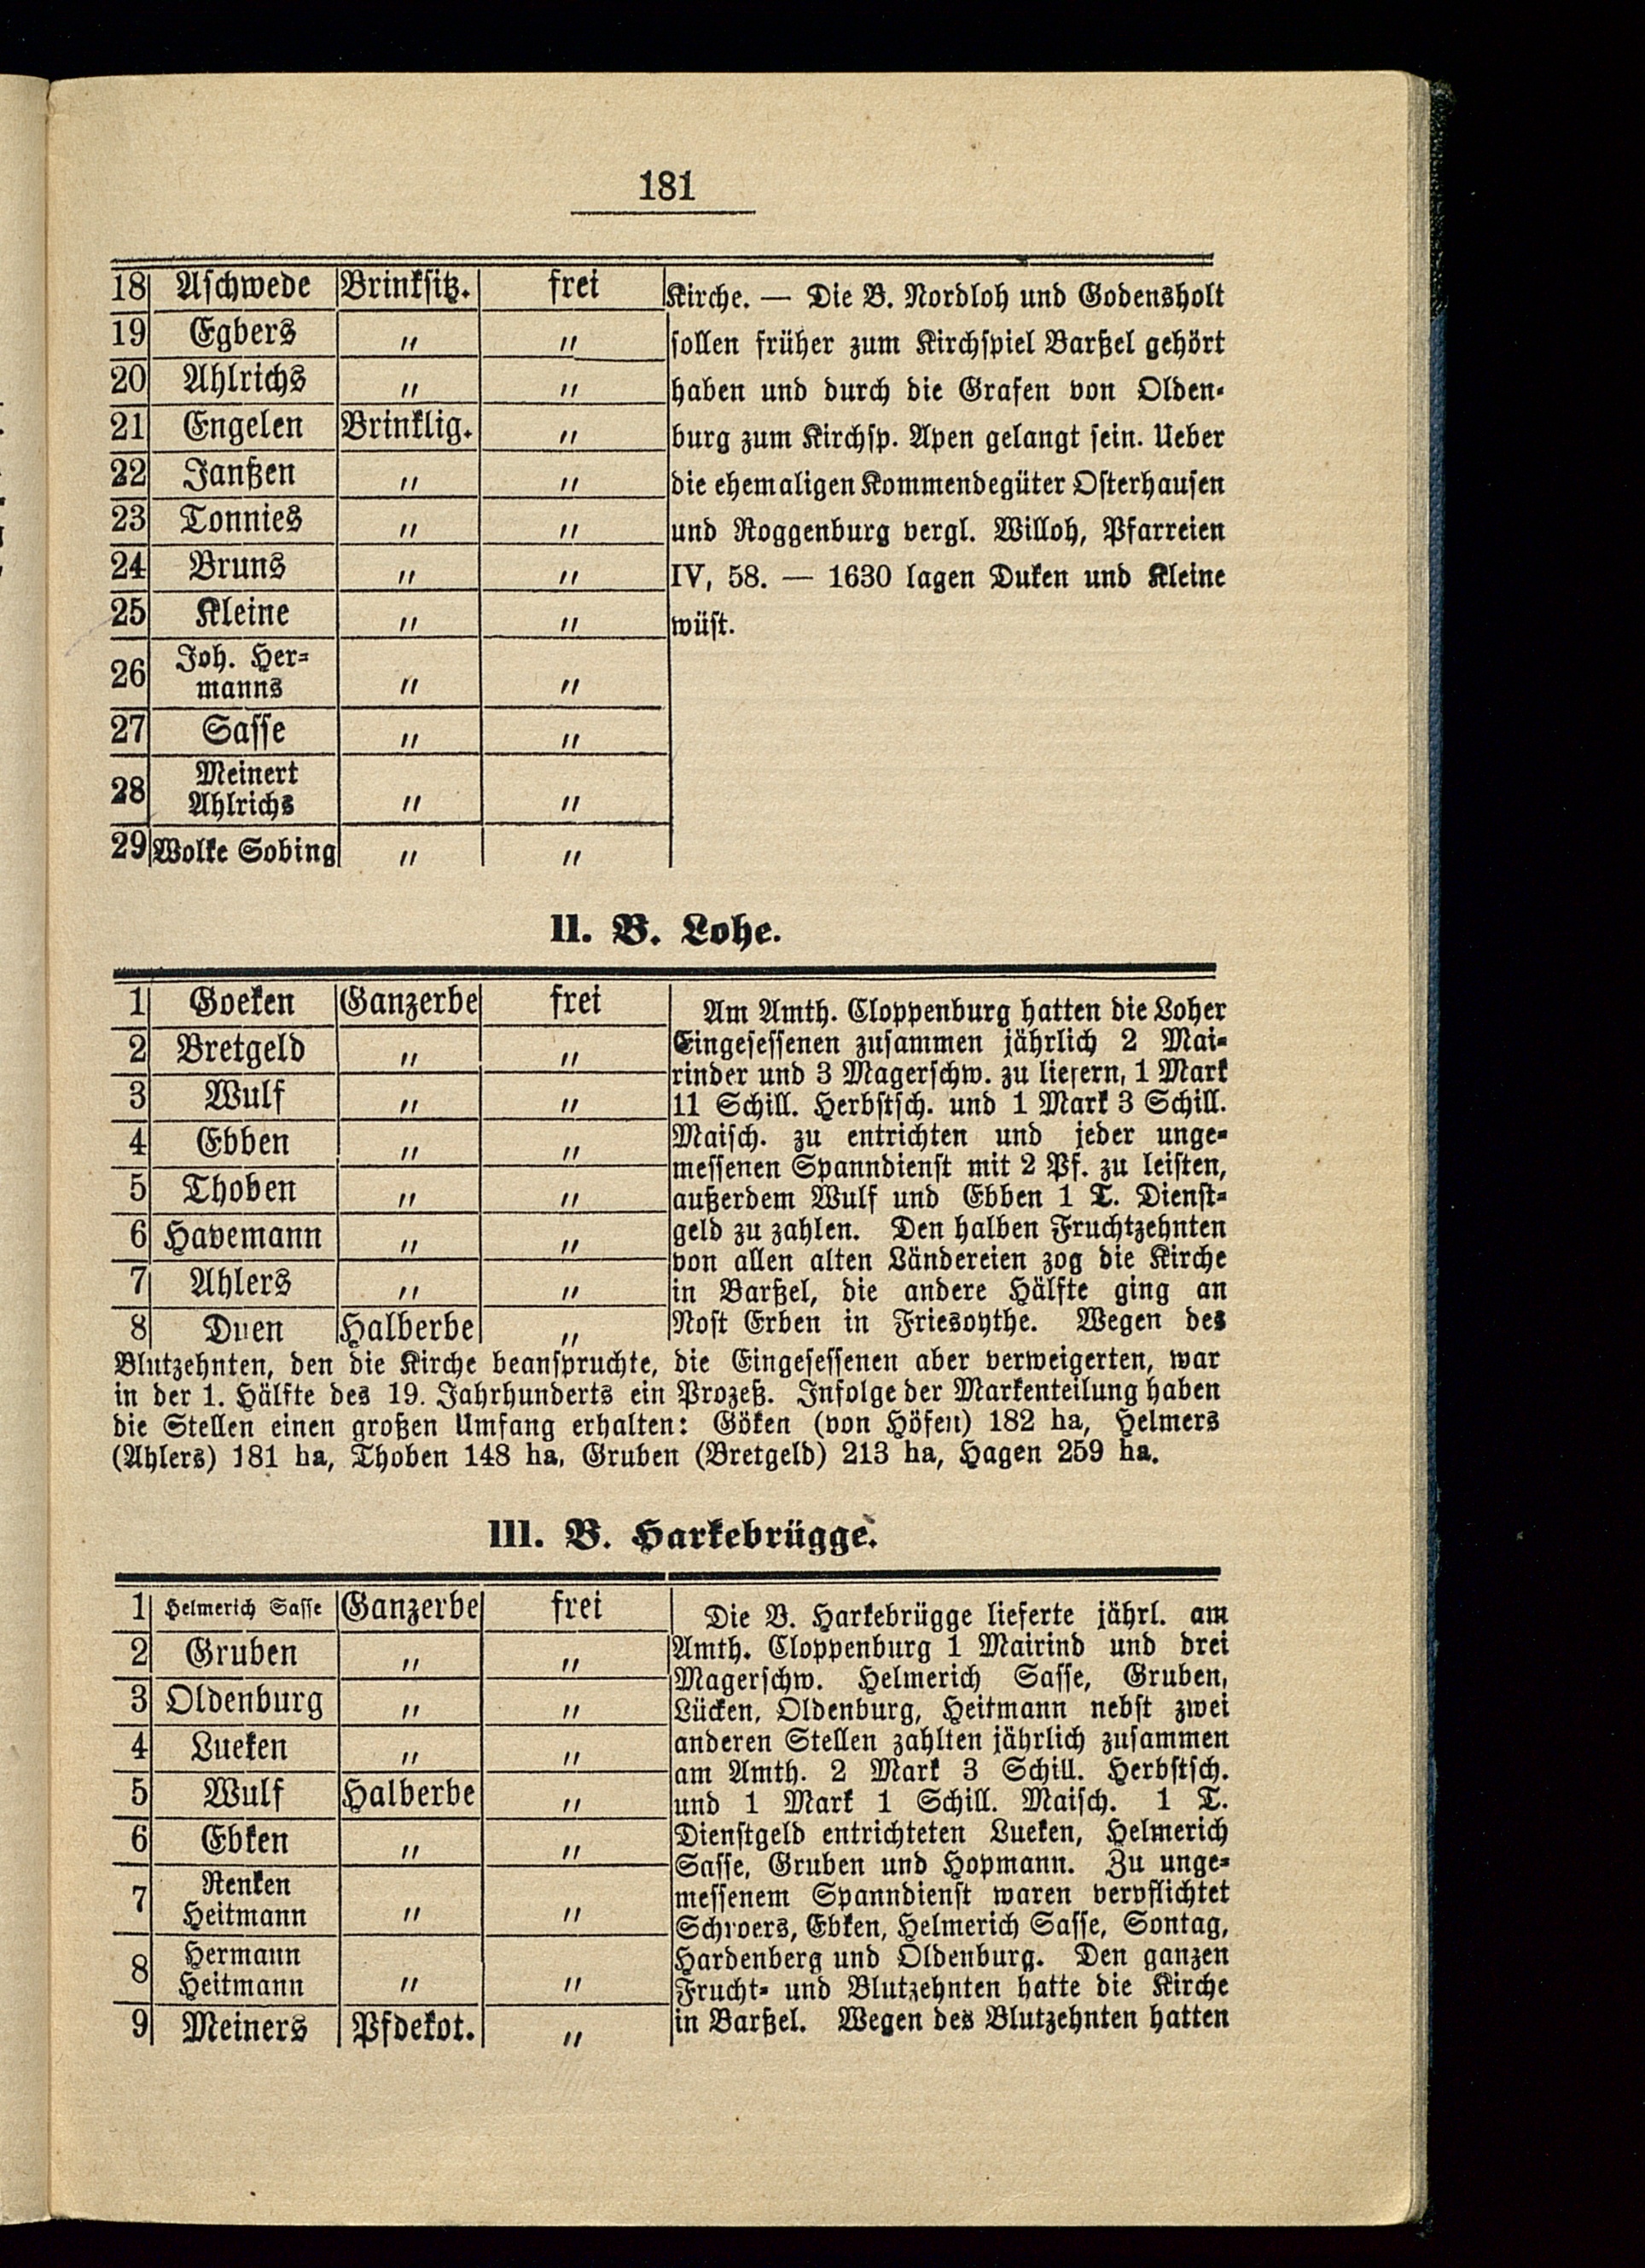 181
18 Aschwede Brinksitz. frei
19 Egbers " "
20 Ahlrichs " "
21 Engelen Brinklig. "
22 Janßen " "
23 Tonnies " "
24 Bruns " "
25 Kleine " "
26 Joh. Her-
manns " "
27 Sasse " "
28 Meinert
Ahlrichs " "
29 Wolke Sobing " "
Kirche. — Die B. Nordloh und Godensholt
sollen früher zum Kirchspiel Barßel gehört
haben und durch die Grafen von Olden-
burg zum Kirchsp. Apen gelangt sein. Ueber
die ehemaligen Kommendegüter Osterhausen
und Roggenburg vergl. Willoh, Pfarreien
IV, 58. — 1630 lagen Duken und Kleine
wüst.
II. B. Lohe.
1 Goeken Ganzerbe frei
2 Bretgeld " "
3 Wulf " "
4 Ebben " "
5 Thoben " "
6 Havemann " "
7 Ahlers " "
8 Duen Halberbe "
Am Amth. Cloppenburg hatten die Loher
Eingesessenen zusammen jährlich 2 Mai-
rinder und 3 Magerschw. zu liefern, 1 Mark
11 Schill. Herbstsch. und 1 Mark 3 Schill.
Maisch. zu entrichten und jeder unge-
messenen Spanndienst mit 2 Pf. zu leisten,
außerdem Wulf und Ebben 1 T. Dienst-
geld zu zahlen. Den halben Fruchtzehnten
von allen alten Ländereien zog die Kirche
in Barßel, die andere Hälfte ging an
Nost Erben in Friesoythe. Wegen des
Blutzehnten, den die Kirche beanspruchte, die Eingesessenen aber verweigerten, war
in der 1. Hälfte des 19. Jahrhunderts ein Prozeß. Infolge der Markenteilung haben
die Stellen einen großen Umfang erhalten: Göken (von Höfen) 182 ha, Helmers
(Ahlers) 181 ha, Thoben 148 ha, Gruben (Bretgeld) 213 ha, Hagen 259 ha.
III. B. Harkebrügge.
1 Helmerich Sasse Ganzerbe frei
2 Gruben " "
3 Oldenburg " "
4 Lueken " "
5 Wulf Halberbe "
6 Ebken " "
7 Renken
Heitmann " "
8 Hermann
Heitmann " "
9 Meiners Pfdekot. "
Die B. Harkebrügge lieferte jährl. am
Amth. Cloppenburg 1 Mairind und drei
Magerschw. Helmerich Sasse, Gruben,
Lücken, Oldenburg, Heitmann nebst zwei
anderen Stellen zahlten jährlich zusammen
am Amth. 2 Mark 3 Schill. Herbstsch.
und 1 Mark 1 Schill. Maisch. 1 T.
Dienstgeld entrichteten Lueken, Helmerich
Sasse, Gruben und Hopmann. Zu unge-
messenem Spanndienst waren verpflichtet
Schroers, Ebken, Helmerich Sasse, Sontag,
Hardenberg und Oldenburg. Den ganzen
Frucht- und Blutzehnten hatte die Kirche
in Barßel. Wegen des Blutzehnten hatten